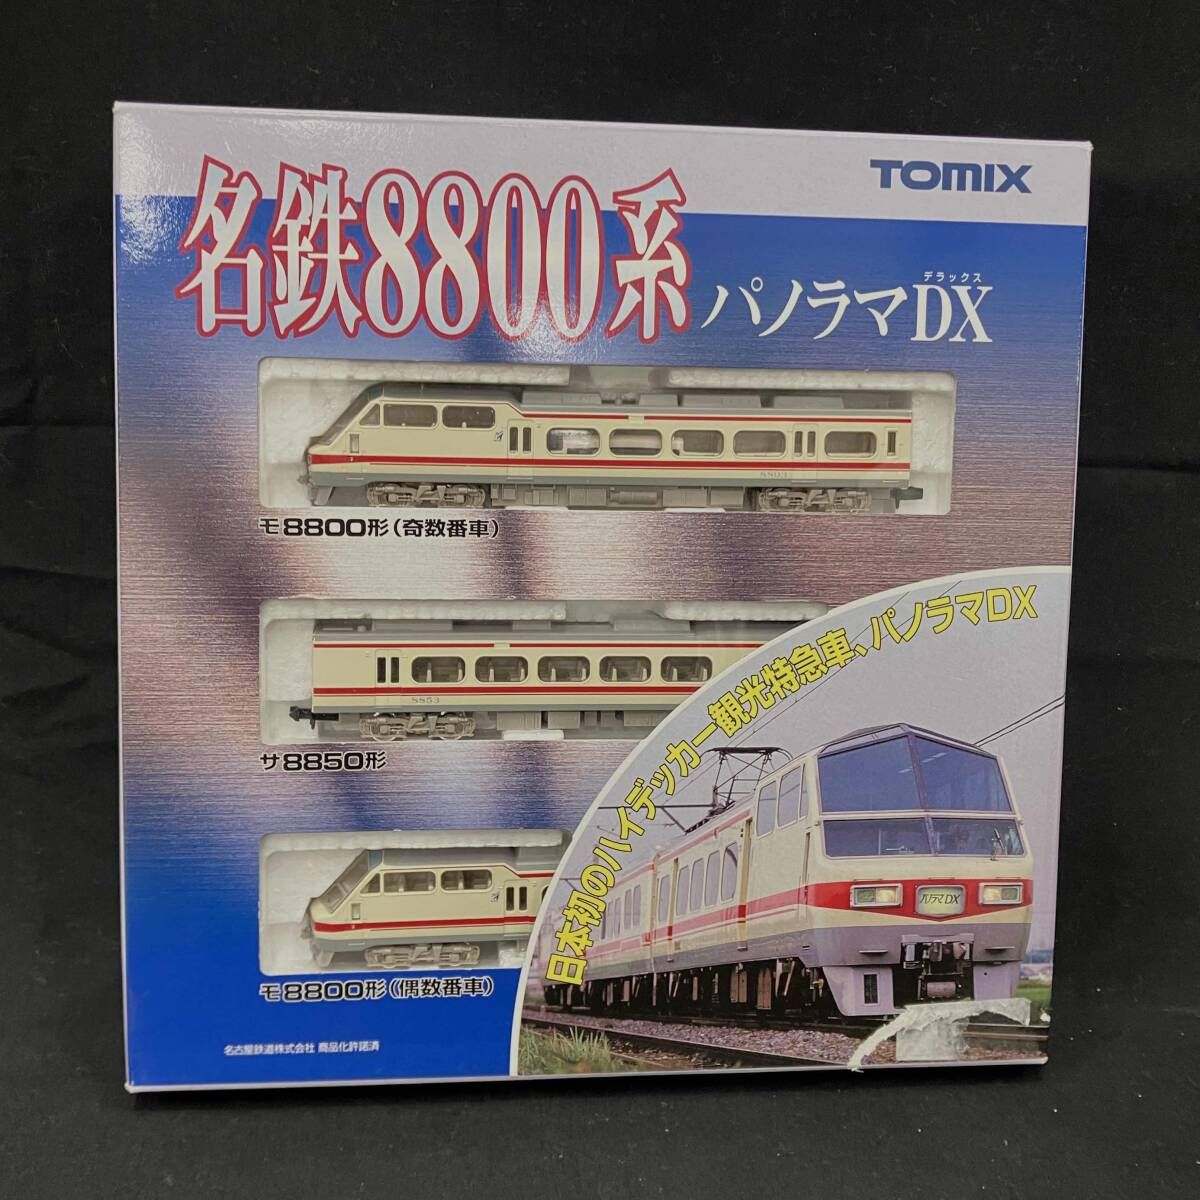 TOMIX
名鉄8800系
デラックス
パノラマDX
8803
モ8800形(奇数番車)
日本初のハイデッカー観光特急車、パノラマDX
8853
サ8850形
パノラマDX
モ8800形(偶数番車)
名古屋鉄道株式会社 商品化許諾済